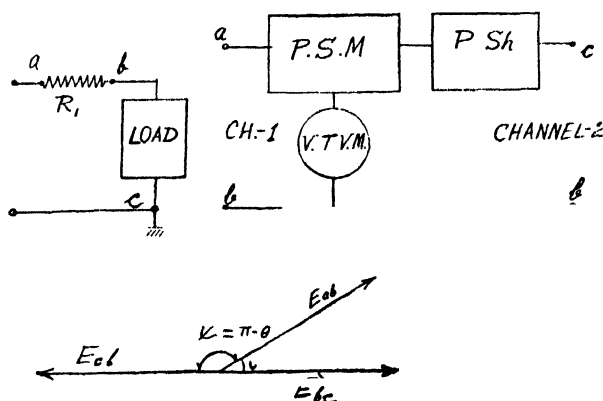 a b
R₁
LOAD
c
a P.S.M P Sh c
CH.-1 V.T V.M. CHANNEL-2
b b
Eab
α = π-θ
Ecb
Ebc